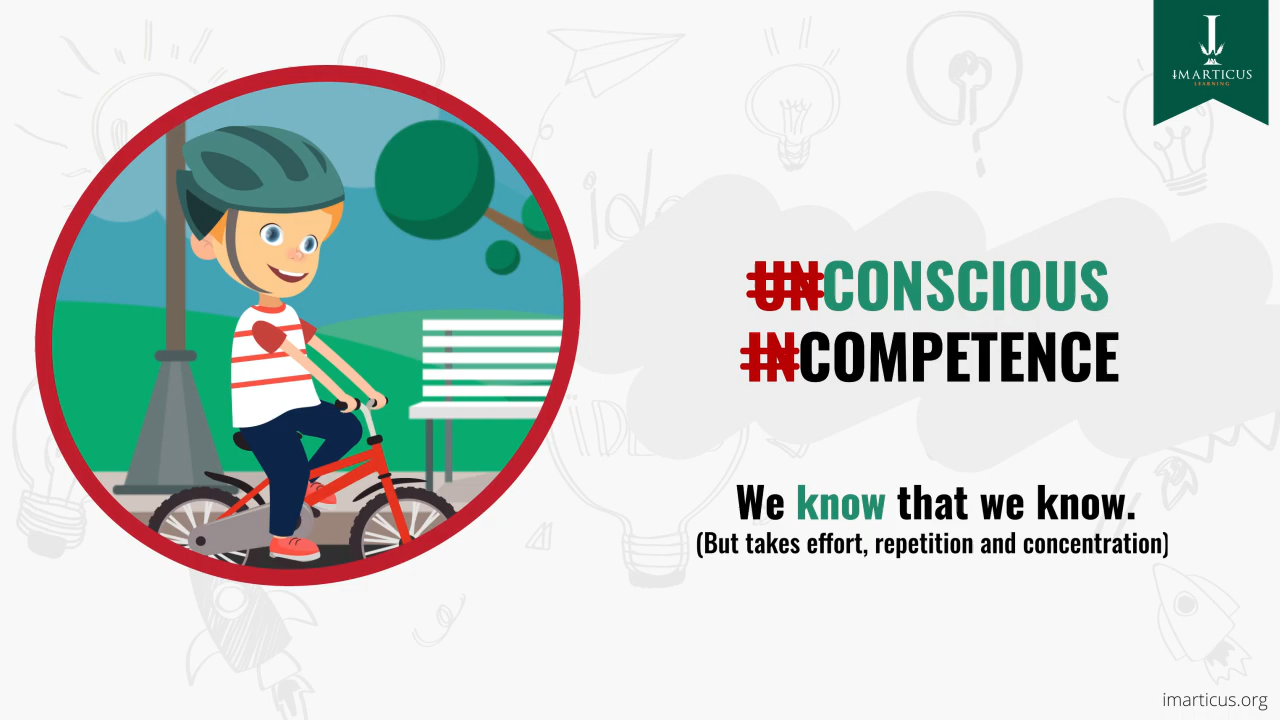 IMARTICUS
LEARNING
UNCONSCIOUS
INCOMPETENCE
We know that we know.
(But takes effort, repetition and concentration)
imarticus.org